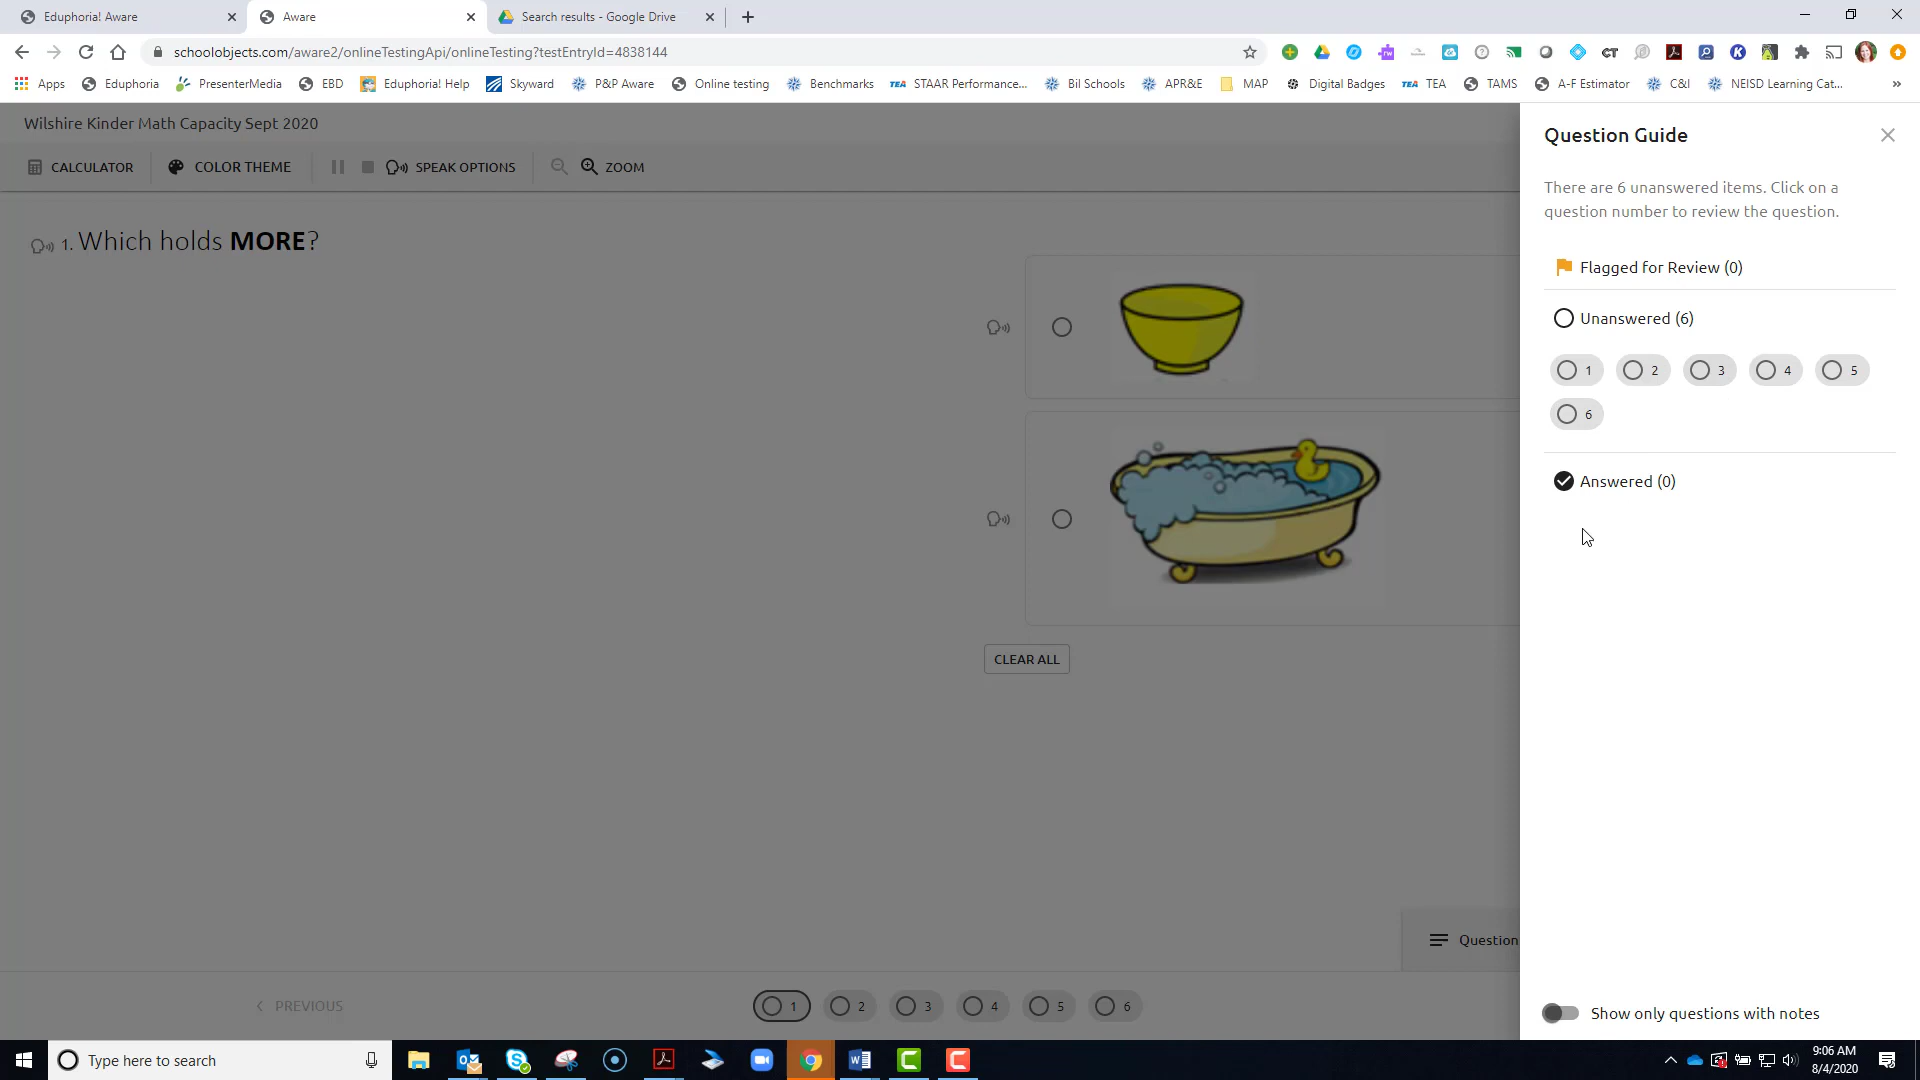 Eduphoria! Aware
Aware
Search results - Google Drive
schoolobjects.com/aware2/onlineTestingApi/onlineTesting?testEntryId=4838144
Apps Eduphoria PresenterMedia EBD Eduphoria! Help Skyward P&P Aware Online testing Benchmarks TEA STAAR Performance... Bil Schools APR&E MAP Digital Badges TEA TEA TAMS A-F Estimator C&I NEISD Learning Cat... »
Wilshire Kinder Math Capacity Sept 2020
CALCULATOR COLOR THEME SPEAK OPTIONS ZOOM
1. Which holds MORE?
CLEAR ALL
Question
PREVIOUS
1 2 3 4 5 6
Question Guide
There are 6 unanswered items. Click on a
question number to review the question.
Flagged for Review (0)
Unanswered (6)
1 2 3 4 5
6
Answered (0)
Show only questions with notes
Type here to search
9:06 AM
8/4/2020